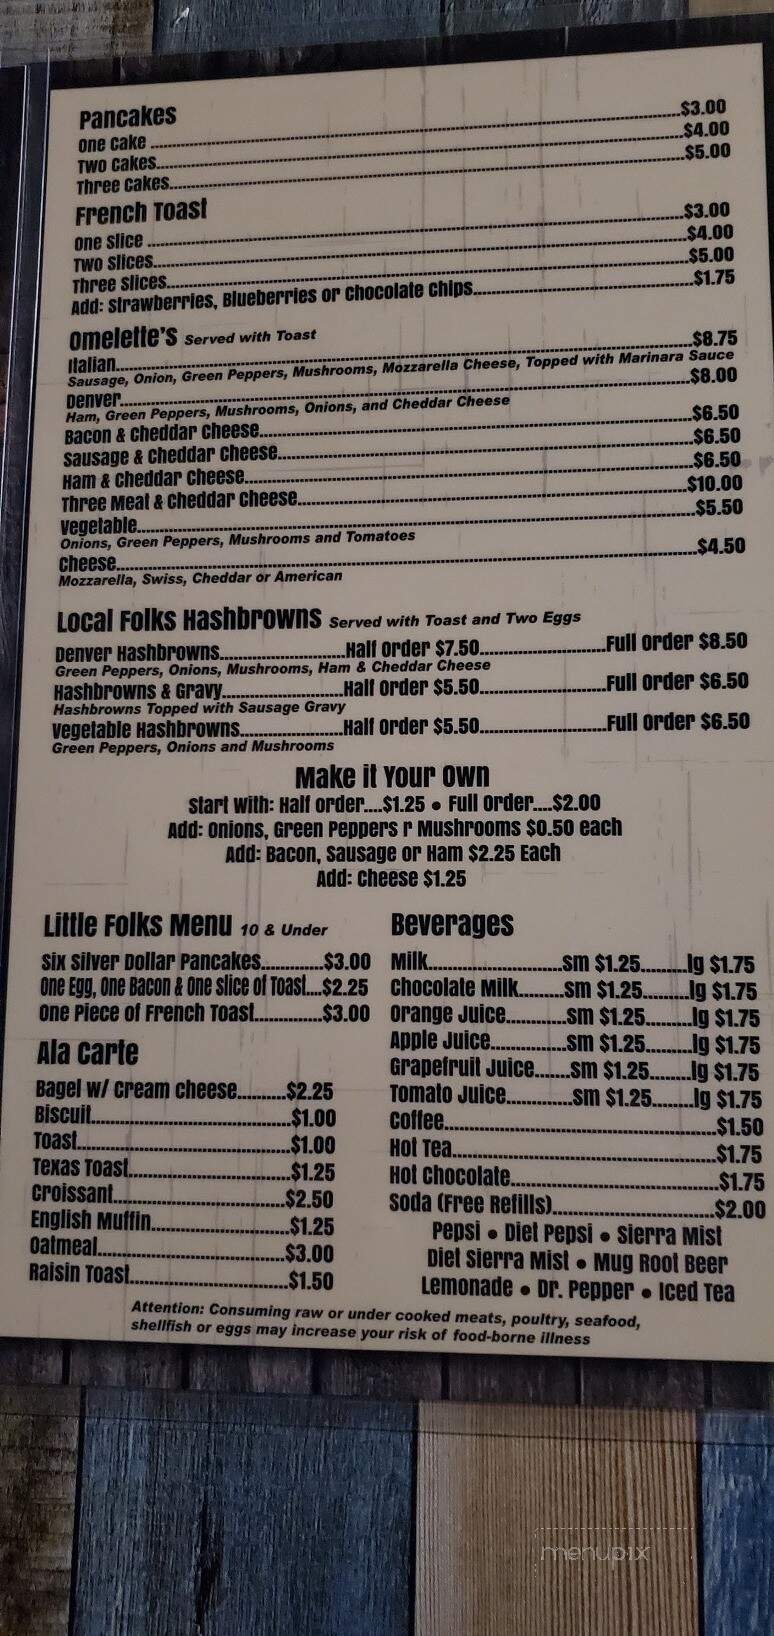 Pancakes
One Cake $3.00
Two Cakes $4.00
Three Cakes $5.00
French Toast
One Slice $3.00
Two Slices $4.00
Three Slices $5.00
Add: Strawberries, Blueberries or Chocolate Chips $1.75
Omelette's Served with Toast
Italian $8.75
Sausage, Onion, Green Peppers, Mushrooms, Mozzarella Cheese, Topped with Marinara Sauce
Denver $8.00
Ham, Green Peppers, Mushrooms, Onions, and Cheddar Cheese
Bacon & Cheddar Cheese $6.50
Sausage & Cheddar Cheese $6.50
Ham & Cheddar Cheese $6.50
Three Meat & Cheddar Cheese $10.00
Vegetable $5.50
Onions, Green Peppers, Mushrooms and Tomatoes
Cheese $4.50
Mozzarella, Swiss, Cheddar or American
Local Folks Hashbrowns Served with Toast and Two Eggs
Denver Hashbrowns Half Order $7.50 Full Order $8.50
Green Peppers, Onions, Mushrooms, Ham & Cheddar Cheese
Hashbrowns & Gravy Half Order $5.50 Full Order $6.50
Hashbrowns Topped with Sausage Gravy
Vegetable Hashbrowns Half Order $5.50 Full Order $6.50
Green Peppers, Onions and Mushrooms
Make it Your Own
Start With: Half Order....$1.25 ● Full Order....$2.00
Add: Onions, Green Peppers r Mushrooms $0.50 each
Add: Bacon, Sausage or Ham $2.25 Each
Add: Cheese $1.25
Little Folks Menu 10 & Under
Six Silver Dollar Pancakes $3.00
One Egg, One Bacon & One Slice of Toast $2.25
One Piece of French Toast $3.00
Ala Carte
Bagel w/ Cream Cheese $2.25
Biscuit $1.00
Toast $1.00
Texas Toast $1.25
Croissant $2.50
English Muffin $1.25
Oatmeal $3.00
Raisin Toast $1.50
Beverages
Milk sm $1.25 lg $1.75
Chocolate Milk sm $1.25 lg $1.75
Orange Juice sm $1.25 lg $1.75
Apple Juice sm $1.25 lg $1.75
Grapefruit Juice sm $1.25 lg $1.75
Tomato Juice sm $1.25 lg $1.75
Coffee $1.50
Hot Tea $1.75
Hot Chocolate $1.75
Soda (Free Refills) $2.00
Pepsi ● Diet Pepsi ● Sierra Mist
Diet Sierra Mist ● Mug Root Beer
Lemonade ● Dr. Pepper ● Iced Tea
Attention: Consuming raw or under cooked meats, poultry, seafood,
shellfish or eggs may increase your risk of food-borne illness
menupix